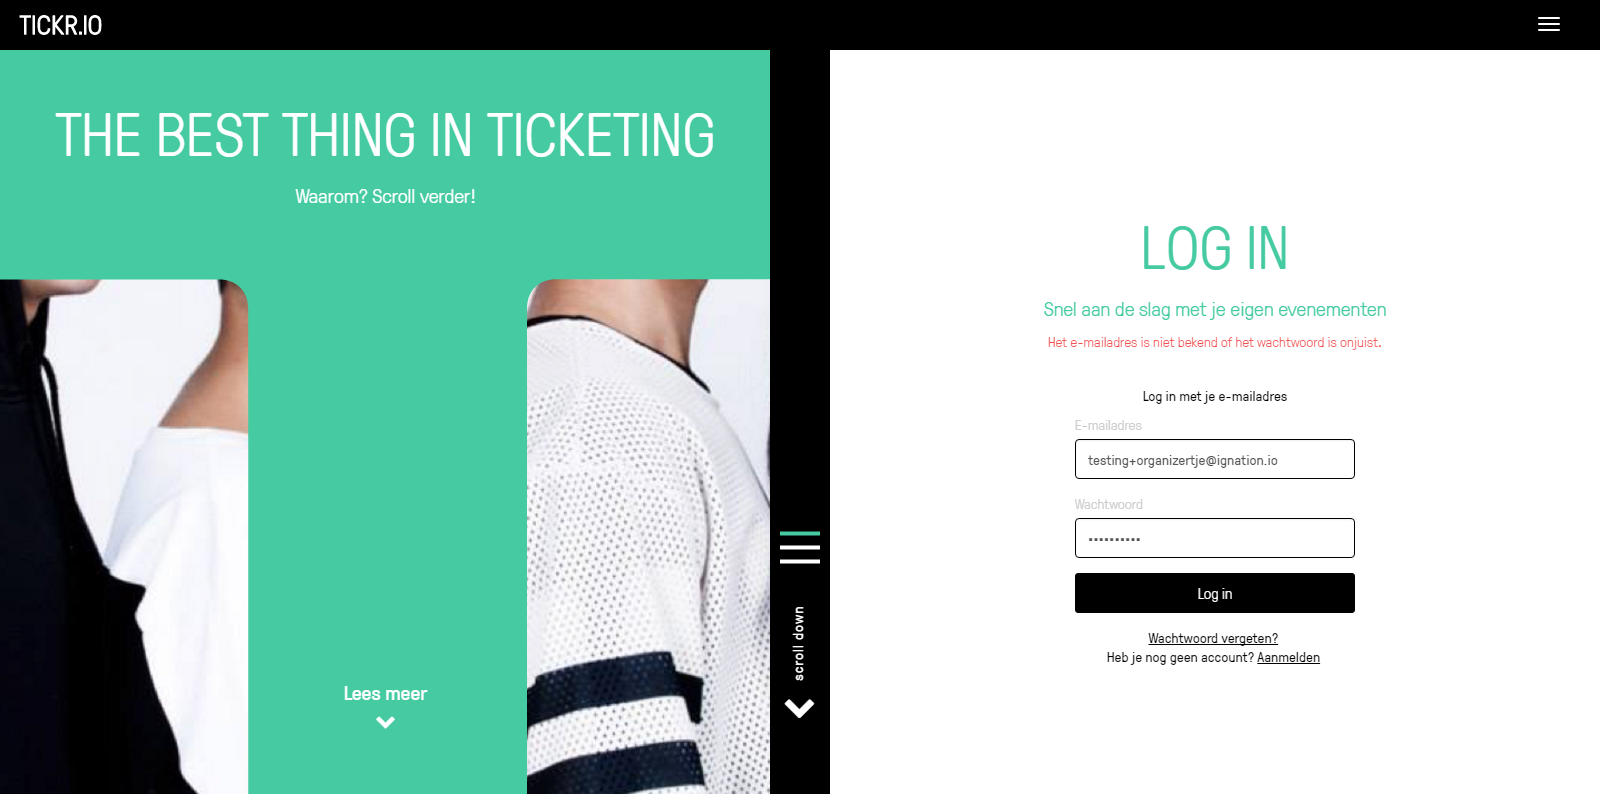 TICKR.IO
THE BEST THING IN TICKETING
Waarom? Scroll verder!
Lees meer
scroll down
LOG IN
Snel aan de slag met je eigen evenementen
Het e-mailadres is niet bekend of het wachtwoord is onjuist.
Log in met je e-mailadres
E-mailadres
testing+organizertje@ignation.io
Wachtwoord
••••••••••
Log in
Wachtwoord vergeten?
Heb je nog geen account? Aanmelden